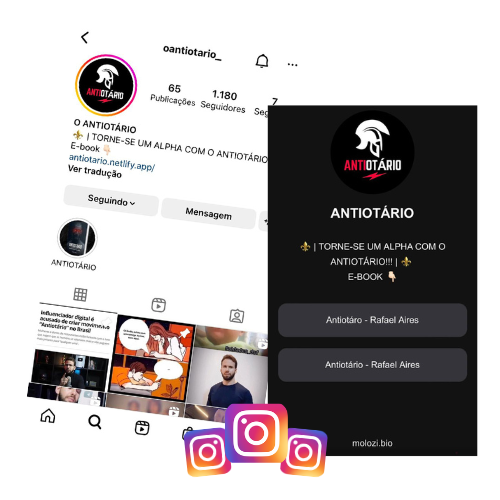 oantiotario_
ANTIOTÁRIO
65
Publicações
1.180
Seguidores
7
O ANTIOTÁRIO
⚜️ | TORNE-SE UM ALPHA COM O ANTIOTÁRIO
E-book 👇🏻
antiotario.netlify.app/
Ver tradução
Seguindo
Mensagem
ANTIOTÁRIO
Influenciador digital é
acusado de criar movimento
"Antiotário" no Brasil
ANTIOTÁRIO
ANTIOTÁRIO
⚜️ | TORNE-SE UM ALPHA COM O
ANTIOTÁRIO!!! | ⚜️
E-BOOK 👇🏻
Antiotáro - Rafael Aires
Antiotário - Rafael Aires
molozi.bio